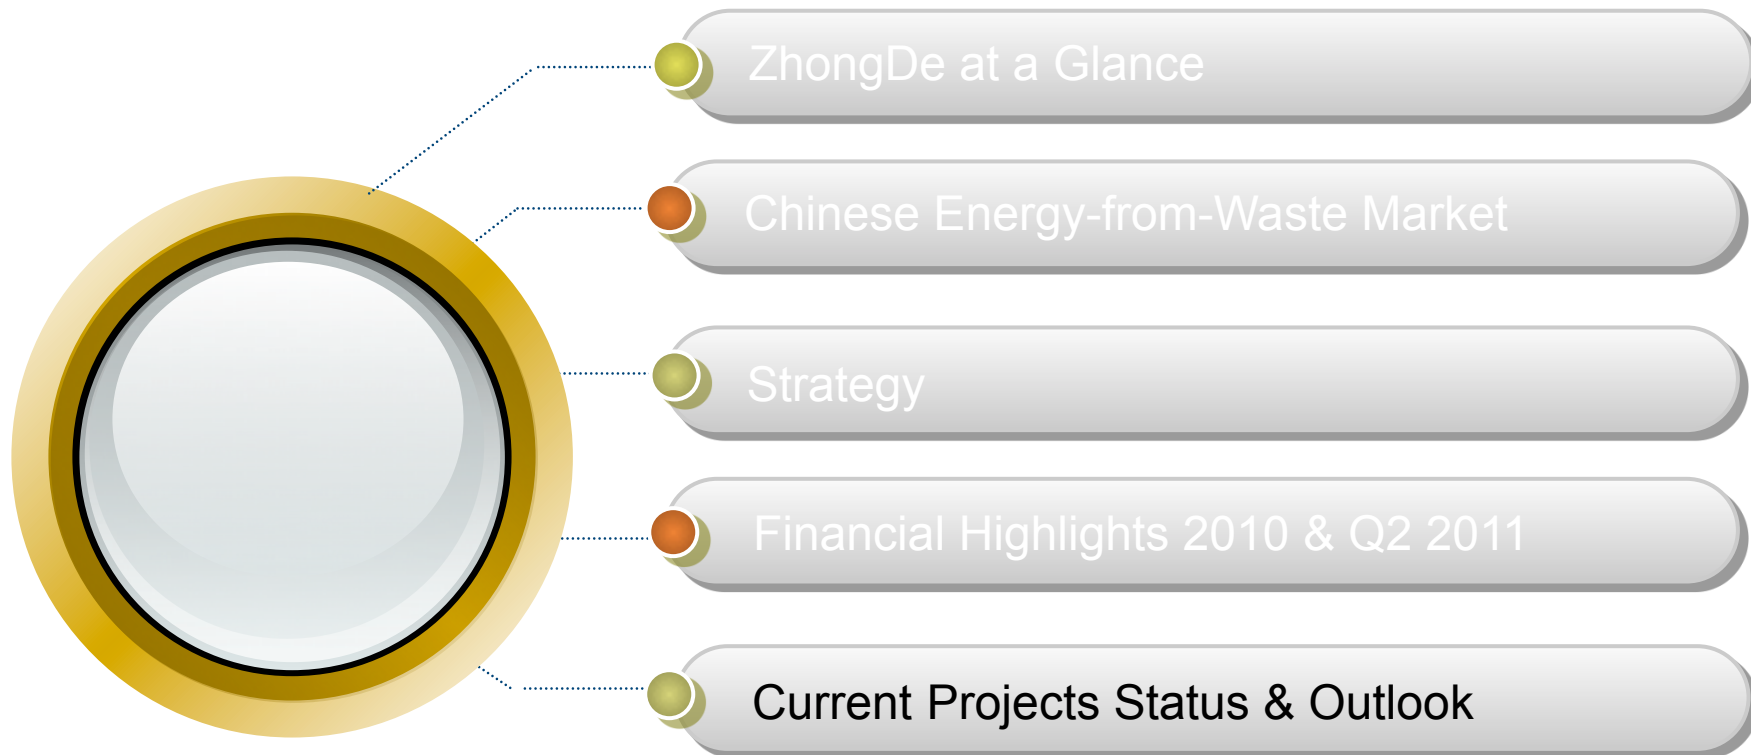 ZhongDe at a Glance
Chinese Energy-from-Waste Market
Strategy
Financial Highlights 2010 & Q2 2011
Current Projects Status & Outlook